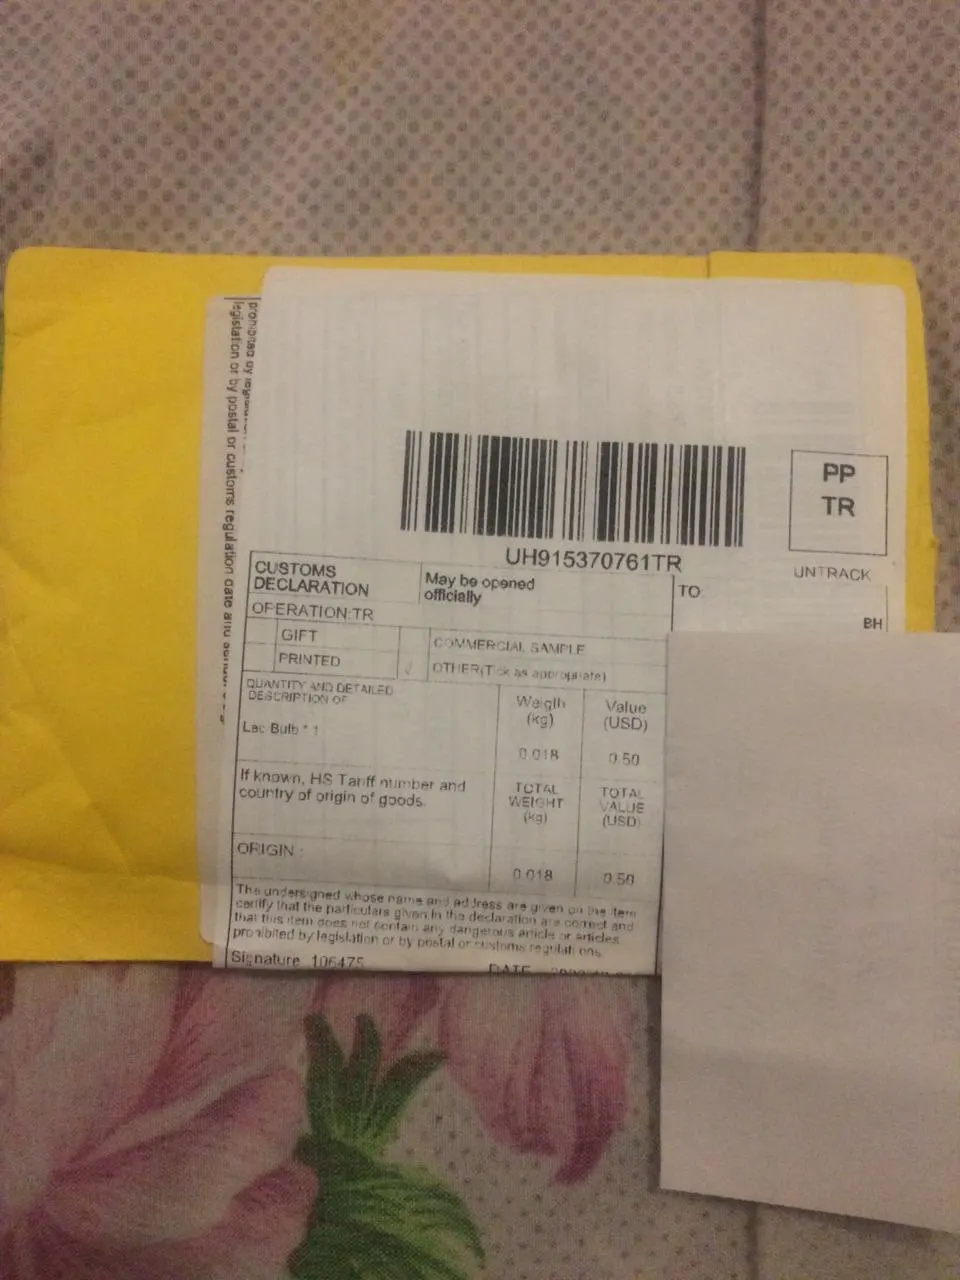 legislation or by postal or customs regulation date and
PP
TR
UH915370761TR
UNTRACK
CUSTOMS
DECLARATION
May be opened
officially
TO
BH
OPERATION:TR
GIFT
COMMERCIAL SAMPLE
PRINTED
OTHER(Tick as appropriate)
QUANTITY AND DETAILED
DESCRIPTION OF
Weigth
(kg)
Value
(USD)
Led Bulb * 1
0.018
0.50
If known, HS Tariff number and
country of origin of goods.
TOTAL
WEIGHT
(kg)
TOTAL
VALUE
(USD)
ORIGIN :
0.018
0.50
The undersigned whose name and address are given on the item
certify that the particulars given in the declaration are correct and
that this item does not contain any dangerous article or articles
prohibited by legislation or by postal or customs regulations
Signature 106475
DATE